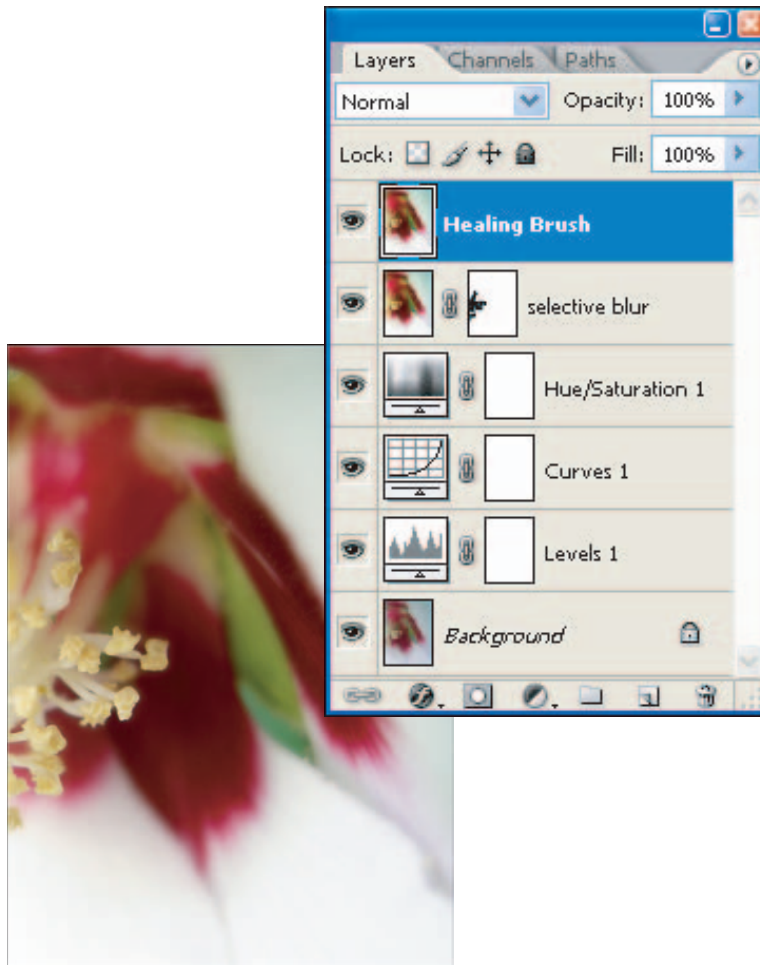 Layers Channels Paths
Normal Opacity: 100%
Lock: Fill: 100%
Healing Brush
selective blur
Hue/Saturation 1
Curves 1
Levels 1
Background